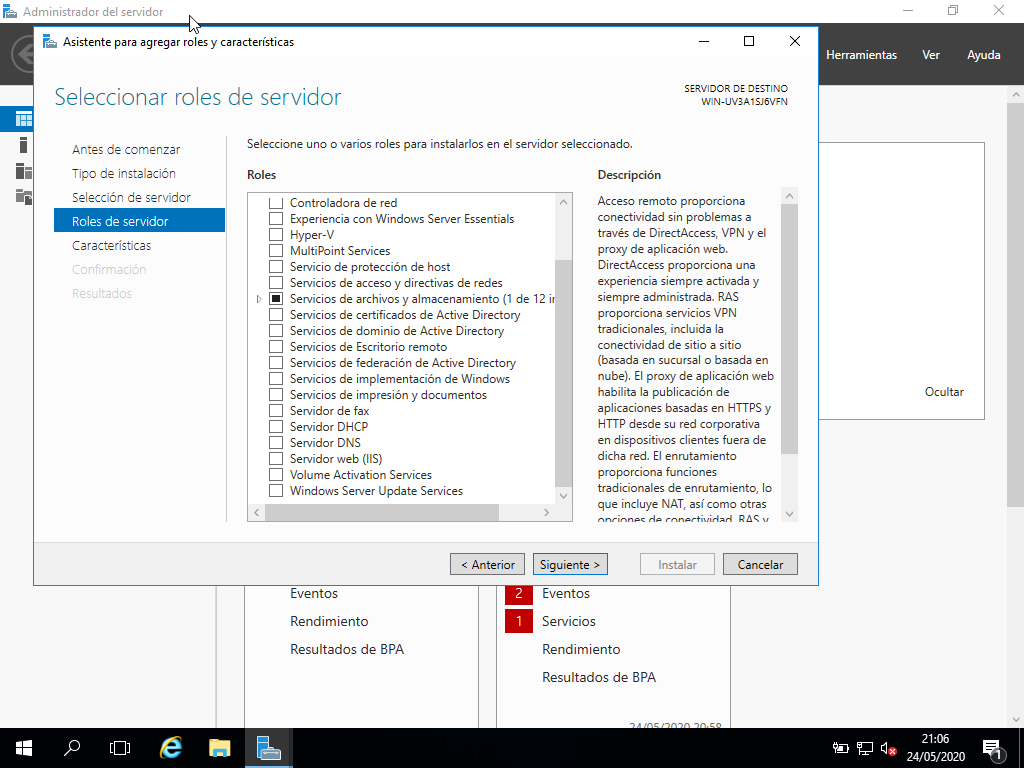 Administrador del servidor
Asistente para agregar roles y características
Herramientas
Ver
Ayuda
Seleccionar roles de servidor
SERVIDOR DE DESTINO
WIN-UV3A1SJ6VFN
Antes de comenzar
Tipo de instalación
Selección de servidor
Roles de servidor
Características
Confirmación
Resultados
Seleccione uno o varios roles para instalarlos en el servidor seleccionado.
Roles
Controladora de red
Experiencia con Windows Server Essentials
Hyper-V
MultiPoint Services
Servicio de protección de host
Servicios de acceso y directivas de redes
Servicios de archivos y almacenamiento (1 de 12 in
Servicios de certificados de Active Directory
Servicios de dominio de Active Directory
Servicios de Escritorio remoto
Servicios de federación de Active Directory
Servicios de implementación de Windows
Servicios de impresión y documentos
Servidor de fax
Servidor DHCP
Servidor DNS
Servidor web (IIS)
Volume Activation Services
Windows Server Update Services
Descripción
Acceso remoto proporciona
conectividad sin problemas a
través de DirectAccess, VPN y el
proxy de aplicación web.
DirectAccess proporciona una
experiencia siempre activada y
siempre administrada. RAS
proporciona servicios VPN
tradicionales, incluida la
conectividad de sitio a sitio
(basada en sucursal o basada en
nube). El proxy de aplicación web
habilita la publicación de
aplicaciones basadas en HTTPS y
HTTP desde su red corporativa
en dispositivos clientes fuera de
dicha red. El enrutamiento
proporciona funciones
tradicionales de enrutamiento, lo
que incluye NAT, así como otras
opciones de conectividad. RAS y
Ocultar
< Anterior
Siguiente >
Instalar
Cancelar
Eventos
Rendimiento
Resultados de BPA
2 Eventos
1 Servicios
Rendimiento
Resultados de BPA
24/05/2020 20:58
21:06
24/05/2020
1